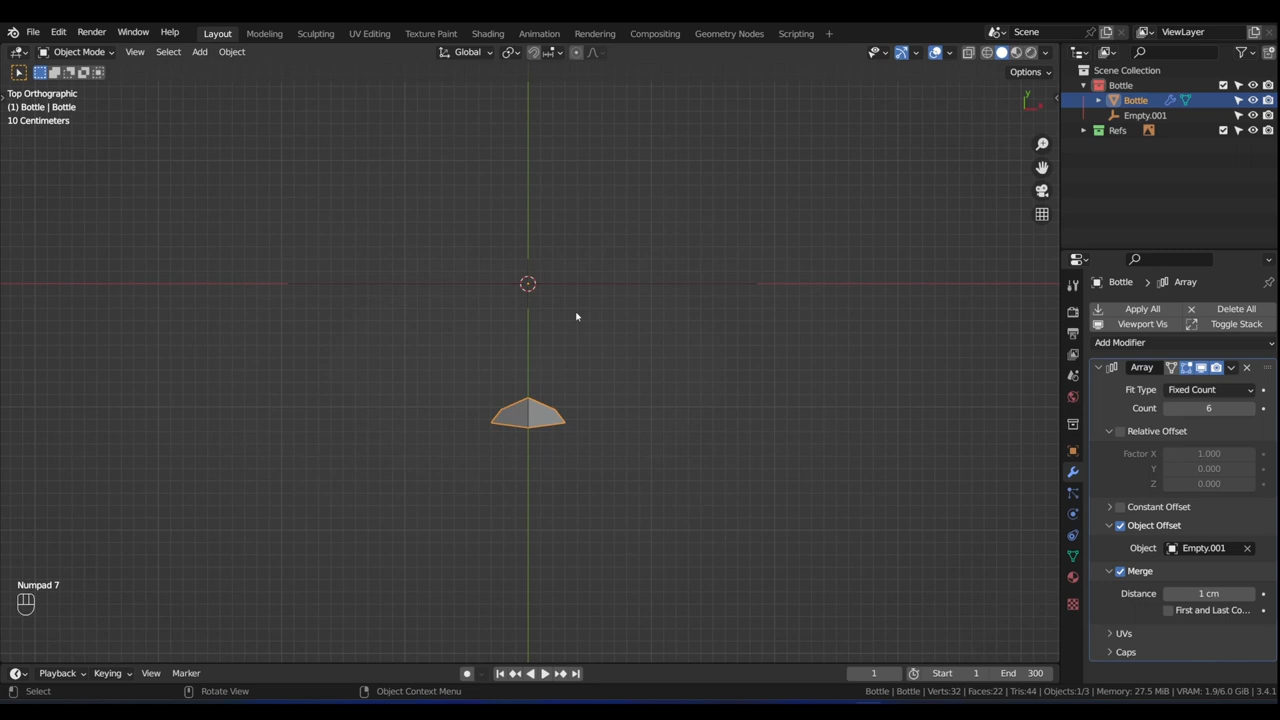 File Edit Render Window Help Layout Modeling Sculpting UV Editing Texture Paint Shading Animation Rendering Compositing Geometry Nodes Scripting + Scene ViewLayer
Object Mode View Select Add Object Global
Options
Top Orthographic
(1) Bottle | Bottle
10 Centimeters
Scene Collection
Bottle
Bottle
Empty.001
Refs
Y
Bottle > Array
Apply All Delete All
Viewport Vis Toggle Stack
Add Modifier
Array
Fit Type Fixed Count
Count 6
Relative Offset
Factor X 1.000
Y 0.000
Z 0.000
Constant Offset
Object Offset
Object Empty.001
Merge
Distance 1 cm
First and Last Co...
UVs
Caps
Numpad 7
Playback Keying View Marker 1 Start 1 End 300
Select Rotate View Object Context Menu Bottle | Bottle | Verts:32 | Faces:22 | Tris:44 | Objects:1/3 | Memory: 27.5 MiB | VRAM: 1.9/6.0 GiB | 3.4.1